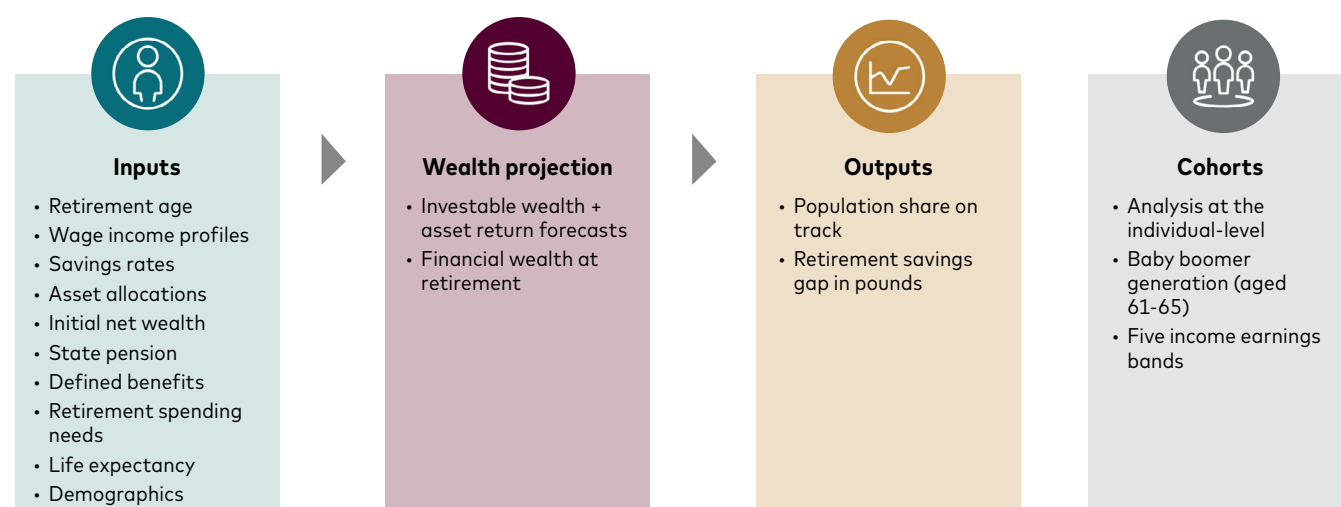 Inputs
• Retirement age
• Wage income profiles
• Savings rates
• Asset allocations
• Initial net wealth
• State pension
• Defined benefits
• Retirement spending
needs
• Life expectancy
• Demographics
Wealth projection
• Investable wealth +
asset return forecasts
• Financial wealth at
retirement
Outputs
• Population share on
track
• Retirement savings
gap in pounds
Cohorts
• Analysis at the
individual-level
• Baby boomer
generation (aged
61-65)
• Five income earnings
bands